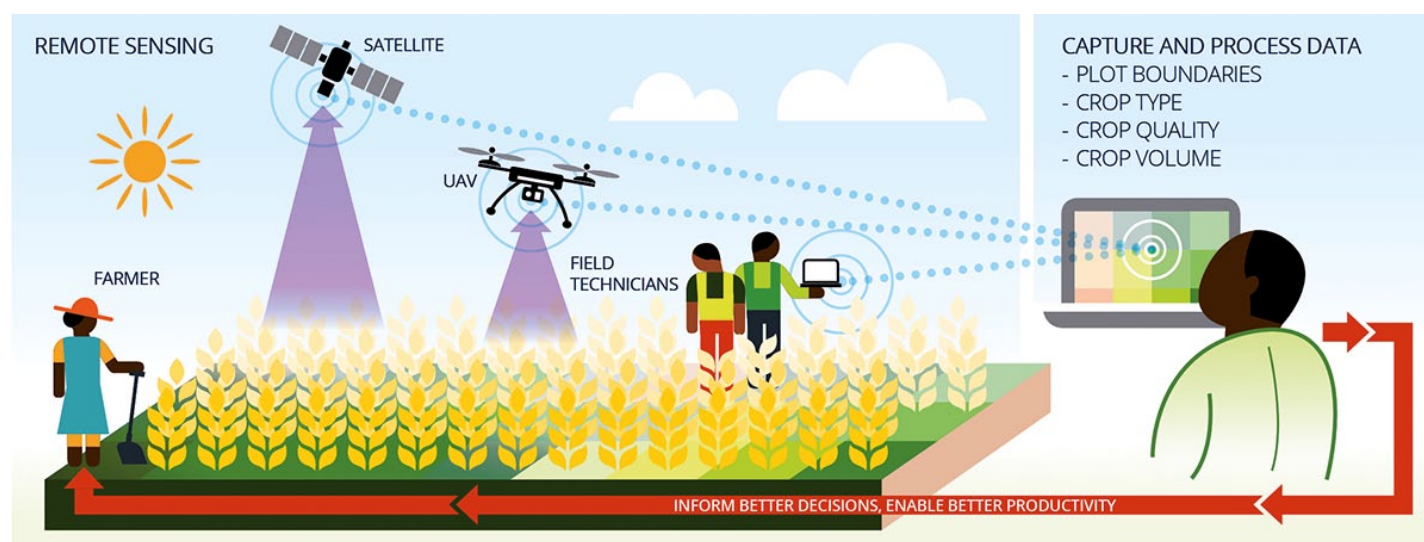 REMOTE SENSING
SATELLITE
UAV
FARMER
FIELD
TECHNICIANS
CAPTURE AND PROCESS DATA
- PLOT BOUNDARIES
- CROP TYPE
- CROP QUALITY
- CROP VOLUME
INFORM BETTER DECISIONS, ENABLE BETTER PRODUCTIVITY